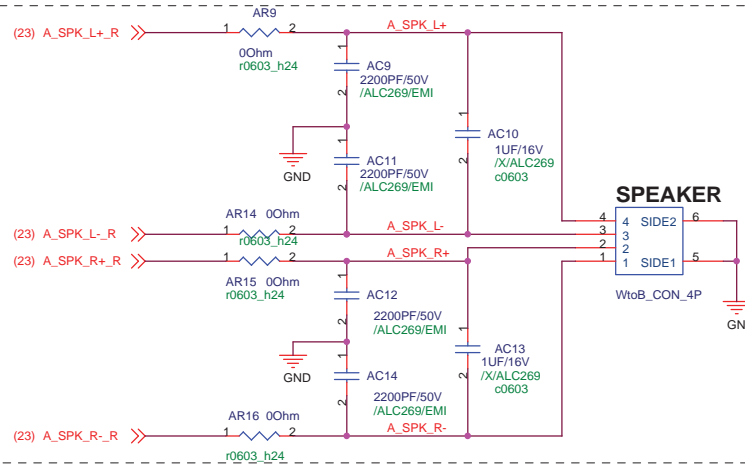 AR9
(23) A_SPK_L+_R
1
2
A_SPK_L+
0Ohm
r0603_h24
1
AC9
2200PF/50V
2
/ALC269/EMI
1
AC10
1UF/16V
2
/X/ALC269
c0603
GND
1
AC11
2200PF/50V
2
/ALC269/EMI
SPEAKER
AR14 0Ohm
(23) A_SPK_L-_R
1
2
A_SPK_L-
r0603_h24
4
4
SIDE2
6
3
3
2
2
1
1
SIDE1
5
WtoB_CON_4P
GN
(23) A_SPK_R+_R
1
2
A_SPK_R+
AR15 0Ohm
r0603_h24
1
AC12
2
2200PF/50V
/ALC269/EMI
1
AC13
1UF/16V
2
/X/ALC269
c0603
GND
1
AC14
2
2200PF/50V
/ALC269/EMI
AR16 0Ohm
(23) A_SPK_R-_R
1
2
A_SPK_R-
r0603_h24